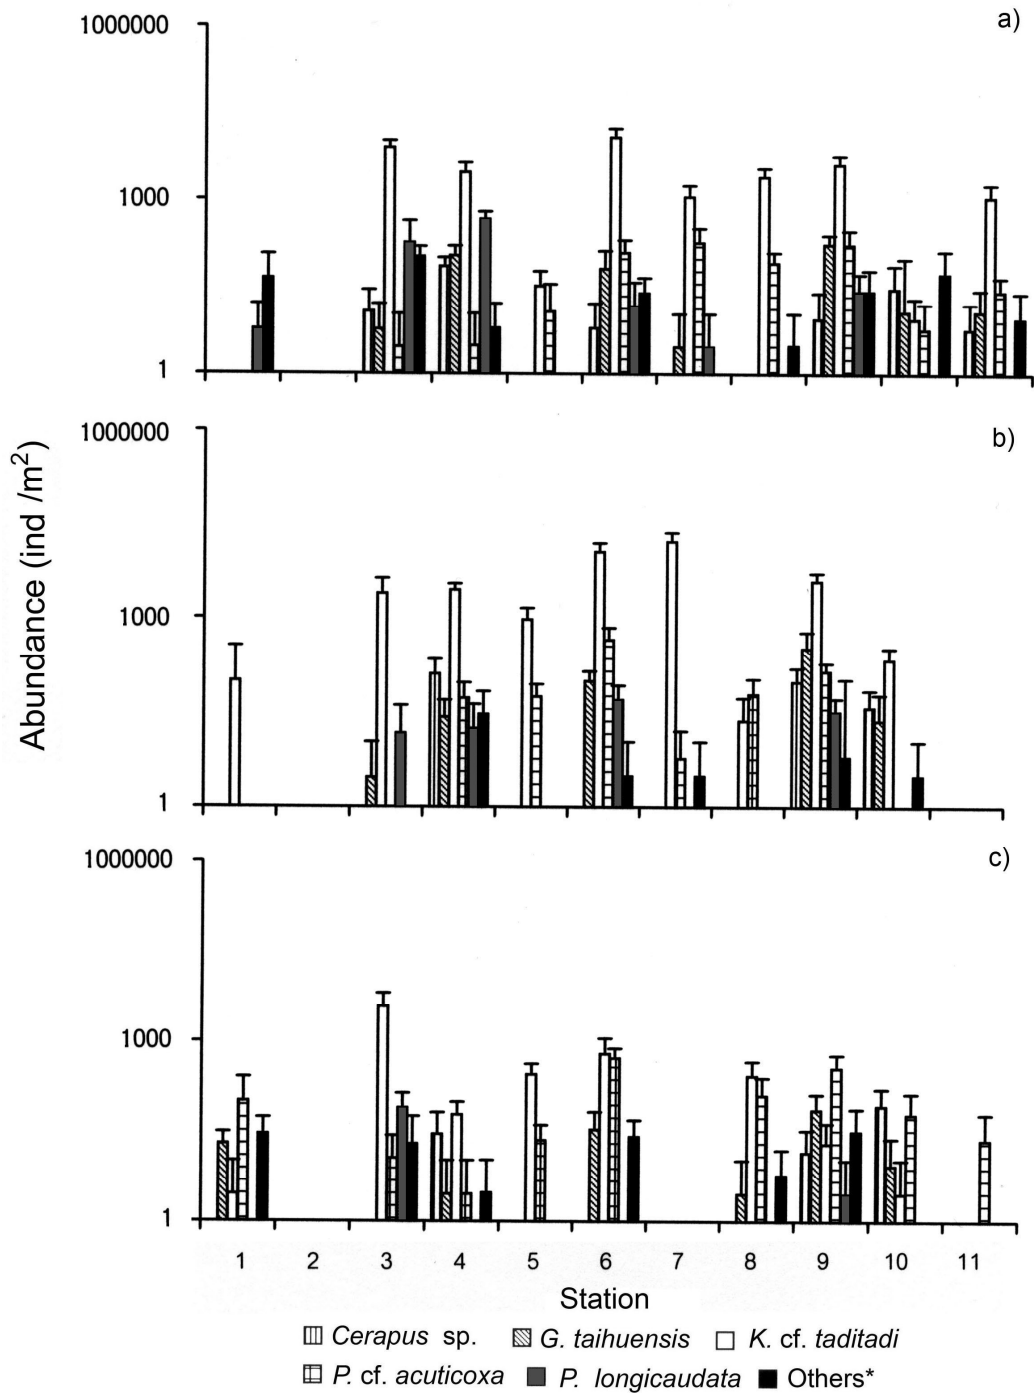 a)
1000000
1000
1
b)
1000000
1000
1
Abundance (ind /m²)
c)
1000000
1000
1
1 2 3 4 5 6 7 8 9 10 11
Station
Cerapus sp. G. taihuensis K. cf. taditadi
P. cf. acuticoxa P. longicaudata Others*